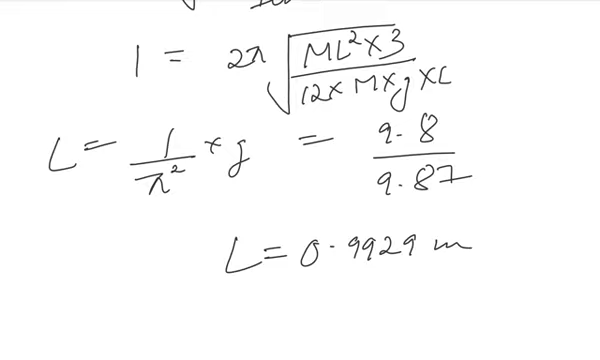 1 = 2π √(ML²×3 / 12×M×g×L)
L = 1/π² × g = 9.8/9.87
L = 0.9929 m